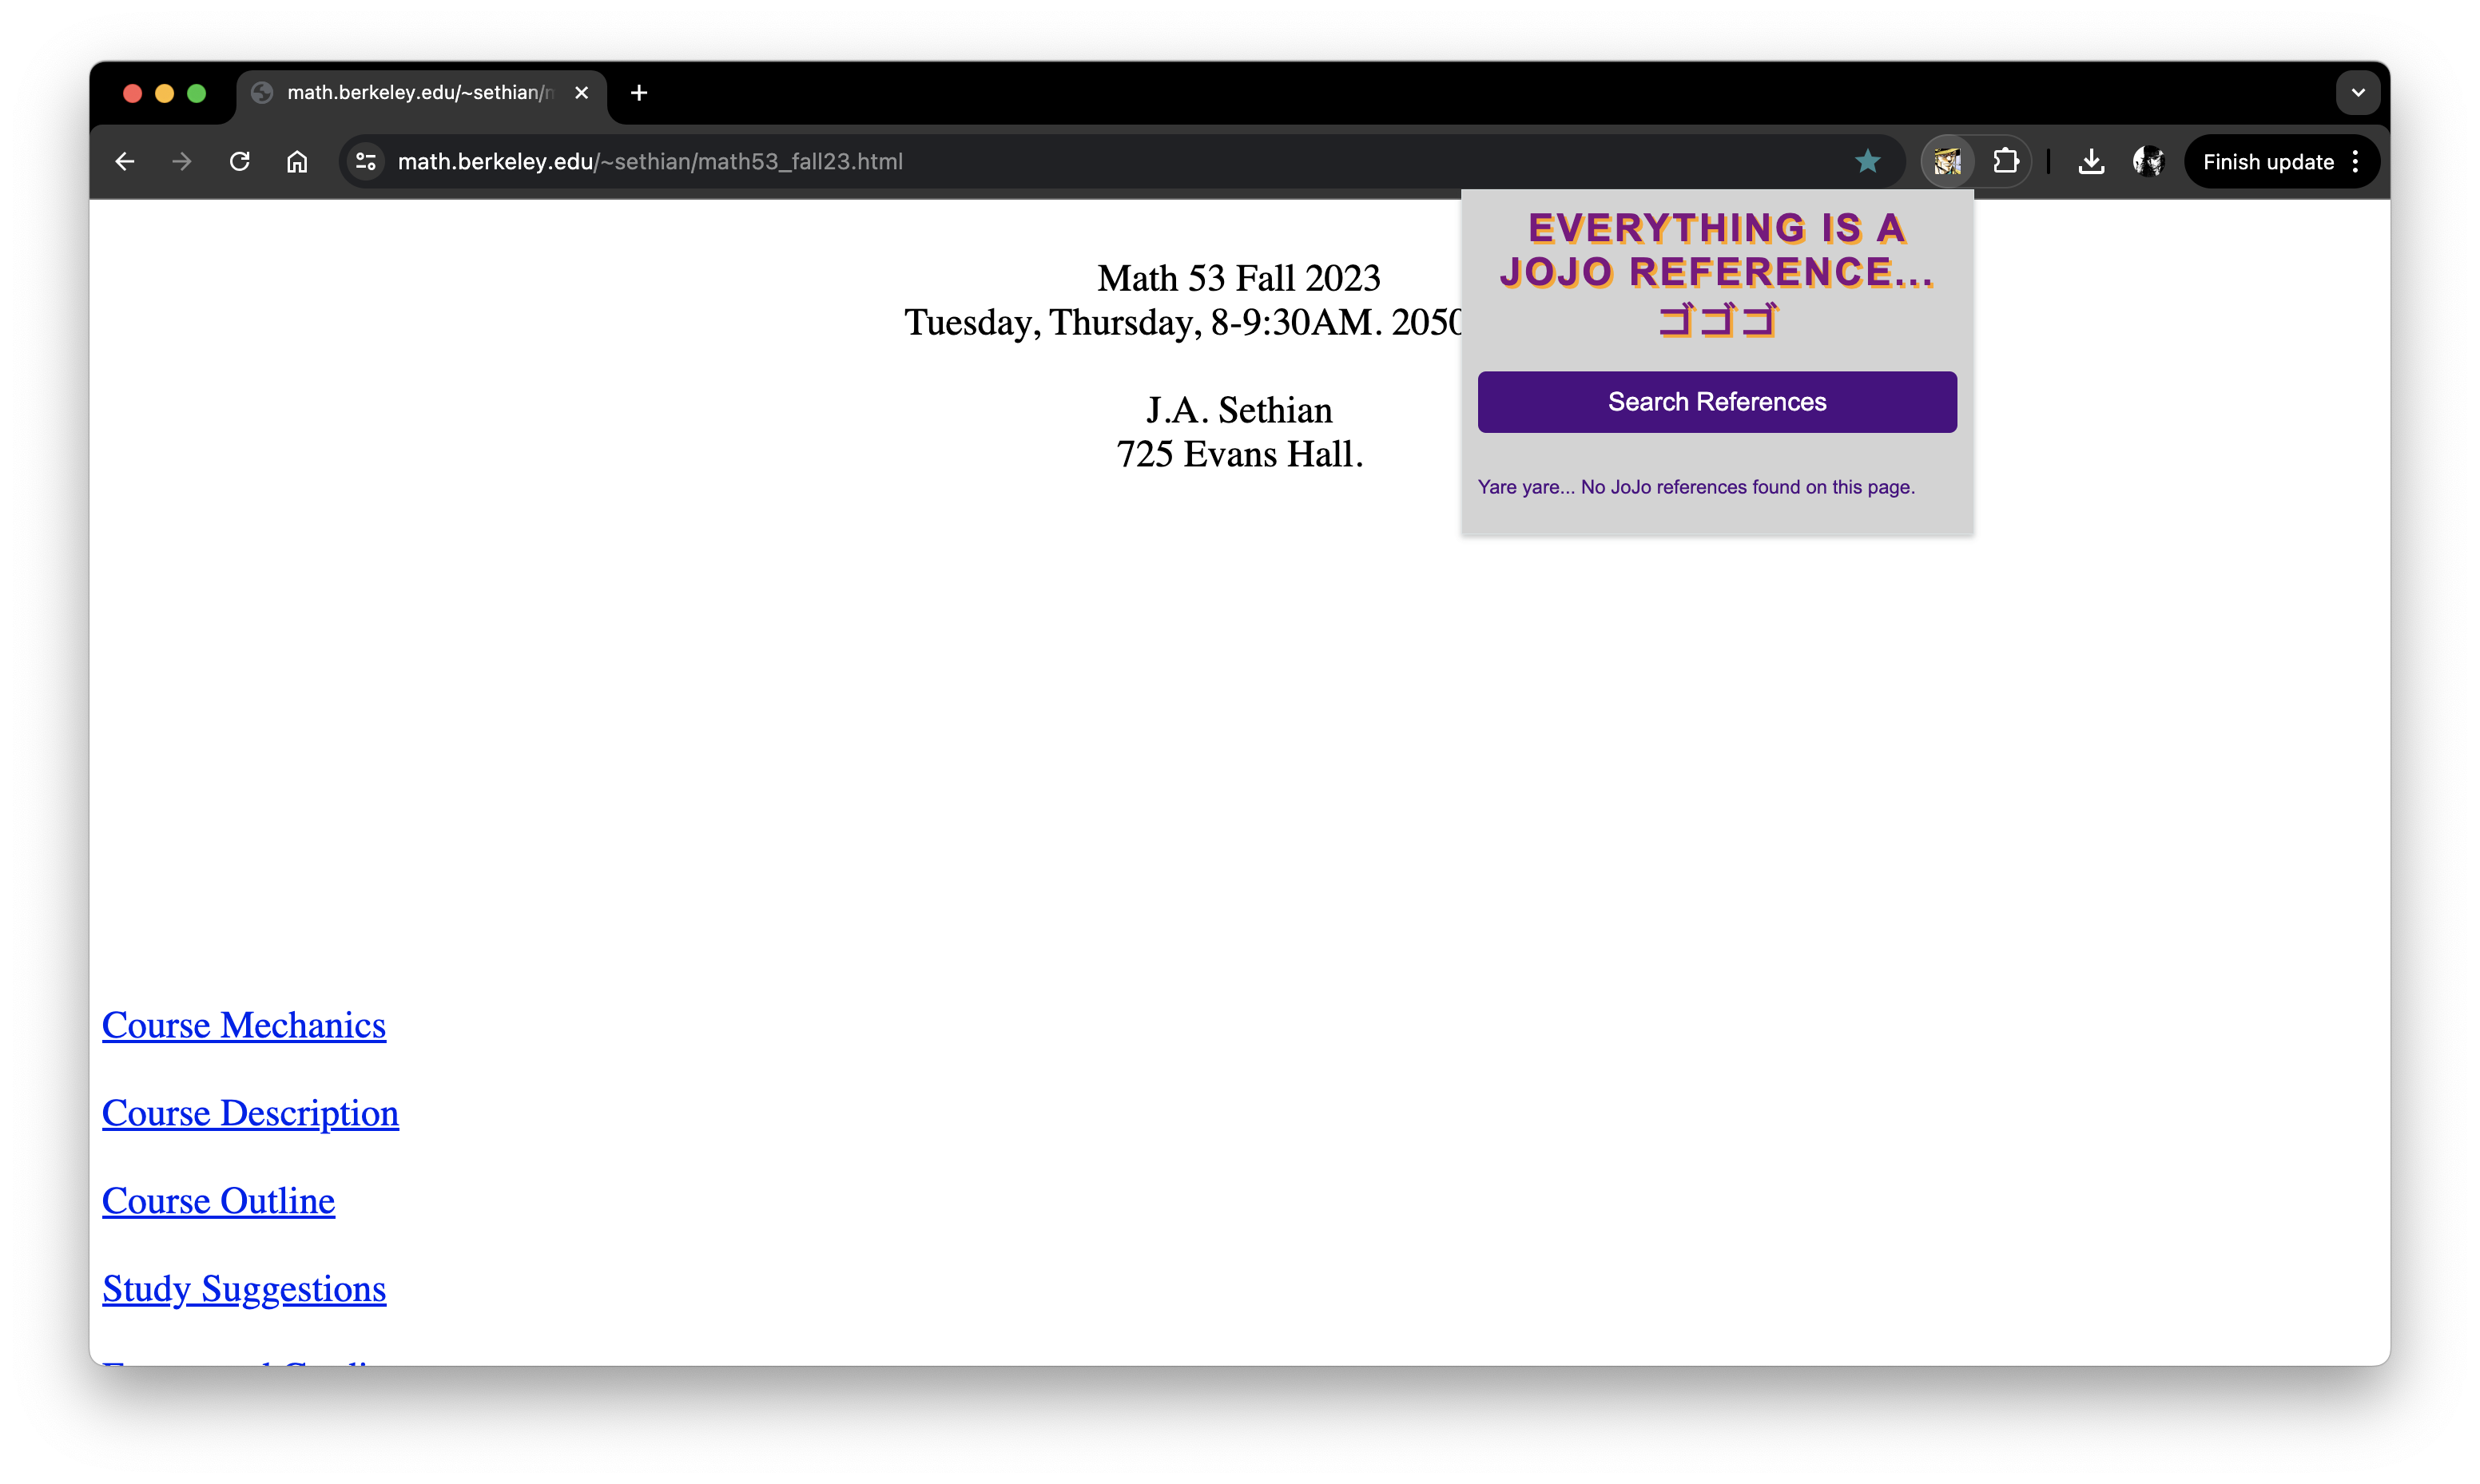 math.berkeley.edu/~sethian/
math.berkeley.edu/~sethian/math53_fall23.html
Finish update
EVERYTHING IS A
JOJO REFERENCE...
ゴゴゴ
Search References
Yare yare... No JoJo references found on this page.
Math 53 Fall 2023
Tuesday, Thursday, 8-9:30AM. 2050
J.A. Sethian
725 Evans Hall.
Course Mechanics
Course Description
Course Outline
Study Suggestions